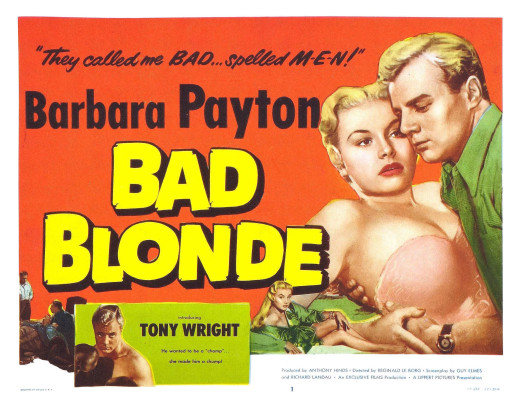 "They called me BAD...spelled M-E-N!"
Barbara Payton
BAD
BLONDE
introducing
TONY WRIGHT
He wanted to be a "champ"...
she made him a chump!
Produced by ANTHONY HINDS · Directed by REGINALD LE BORG · Screenplay by GUY ELMES
and RICHARD LANDAU · An EXCLUSIVE FILMS Production · A LIPPERT PICTURES Presentation
1